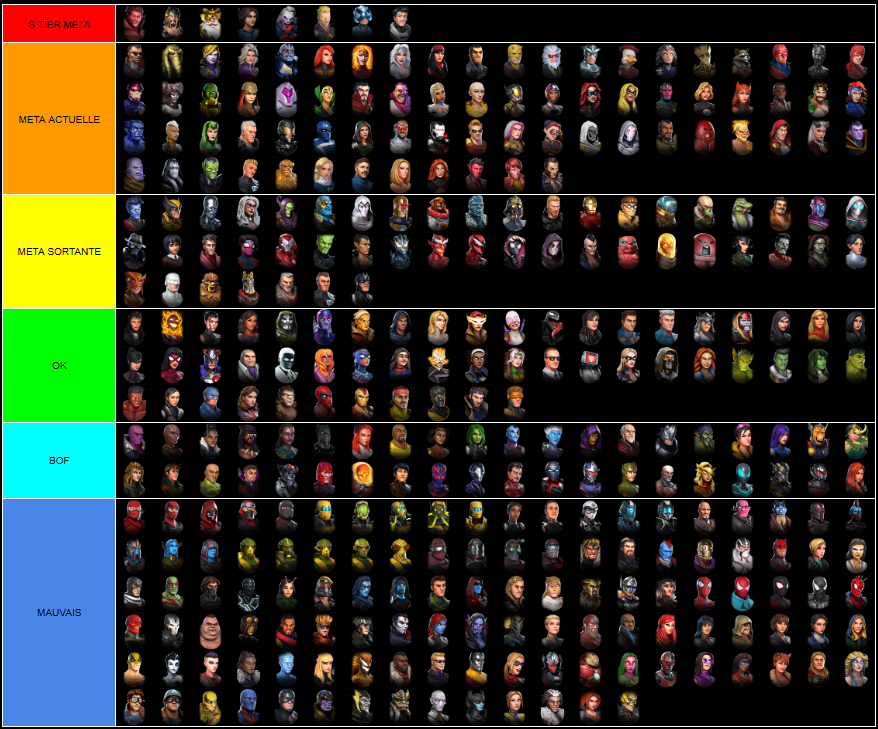 S TIER META
META ACTUELLE
META SORTANTE
OK
BOF
MAUVAIS